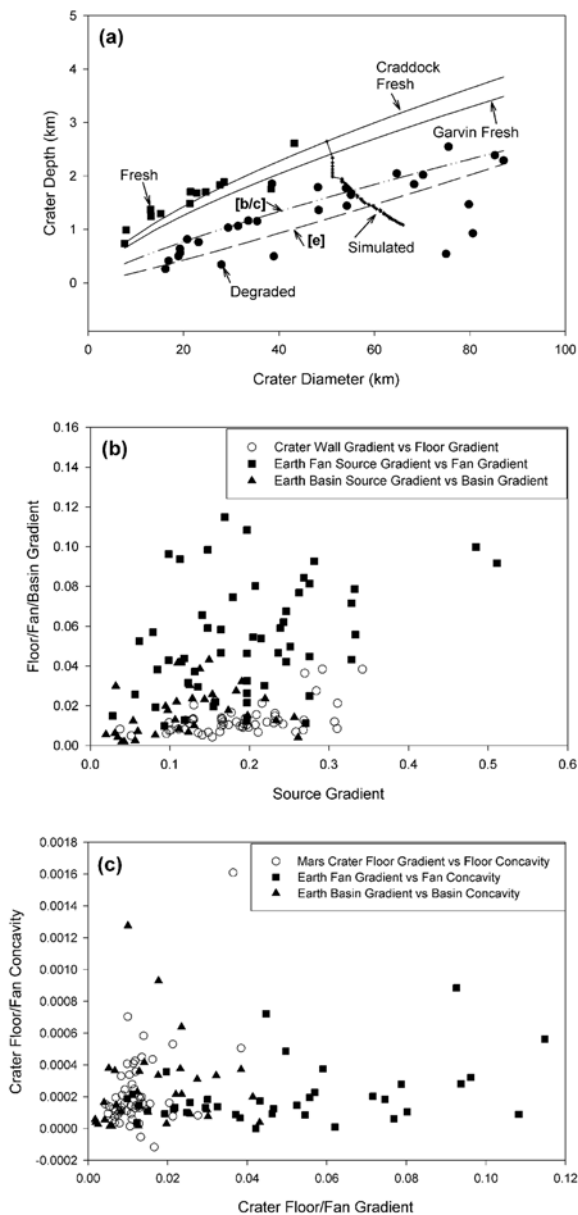 (a)
Crater Depth (km)
5
4
3
2
1
0
Craddock
Fresh
Garvin Fresh
Fresh
[b/c]
[e]
Simulated
Degraded
0 20 40 60 80 100
Crater Diameter (km)
(b)
Floor/Fan/Basin Gradient
0.16
0.14
0.12
0.10
0.08
0.06
0.04
0.02
0.00
Crater Wall Gradient vs Floor Gradient
Earth Fan Source Gradient vs Fan Gradient
Earth Basin Source Gradient vs Basin Gradient
0.0 0.1 0.2 0.3 0.4 0.5 0.6
Source Gradient
(c)
Crater Floor/Fan Concavity
0.0018
0.0016
0.0014
0.0012
0.0010
0.0008
0.0006
0.0004
0.0002
0.0000
-0.0002
Mars Crater Floor Gradient vs Floor Concavity
Earth Fan Gradient vs Fan Concavity
Earth Basin Gradient vs Basin Concavity
0.00 0.02 0.04 0.06 0.08 0.10 0.12
Crater Floor/Fan Gradient